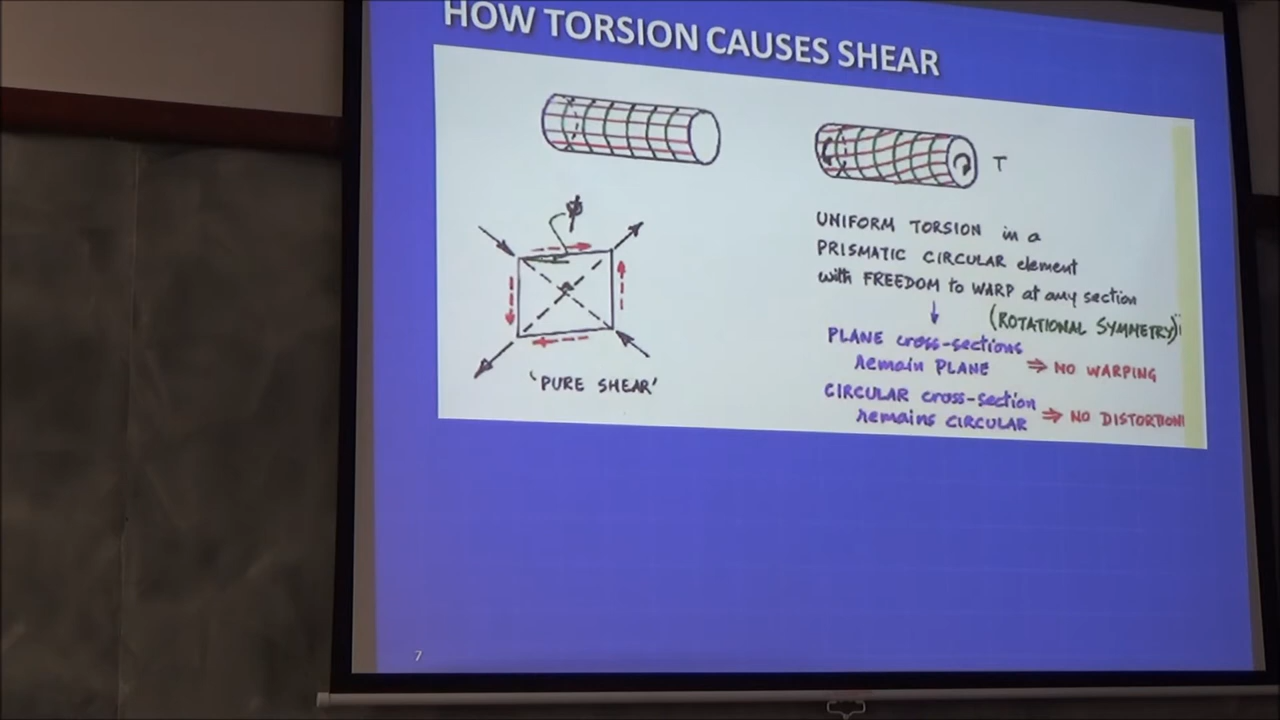 HOW TORSION CAUSES SHEAR
T
ϕ
UNIFORM TORSION in a
PRISMATIC CIRCULAR element
with FREEDOM to WARP at any section
(ROTATIONAL SYMMETRY)
PLANE cross-sections
remain PLANE ⇒ NO WARPING
CIRCULAR cross-section
remains CIRCULAR ⇒ NO DISTORTION
'PURE SHEAR'
7